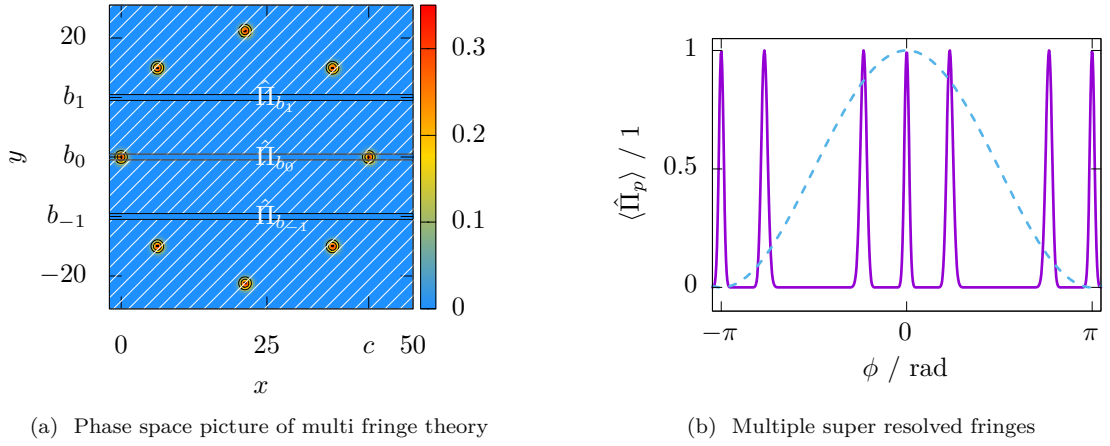 20
b₁
b₀
b₋₁
−20
y
Π̂_{b₁}
Π̂_{b₀}
Π̂_{b₋₁}
0 25 c 50
x
0.3
0.2
0.1
0
(a) Phase space picture of multi fringe theory
1
0.5
0
⟨Π̂ₚ⟩ / 1
−π 0 π
ϕ / rad
(b) Multiple super resolved fringes